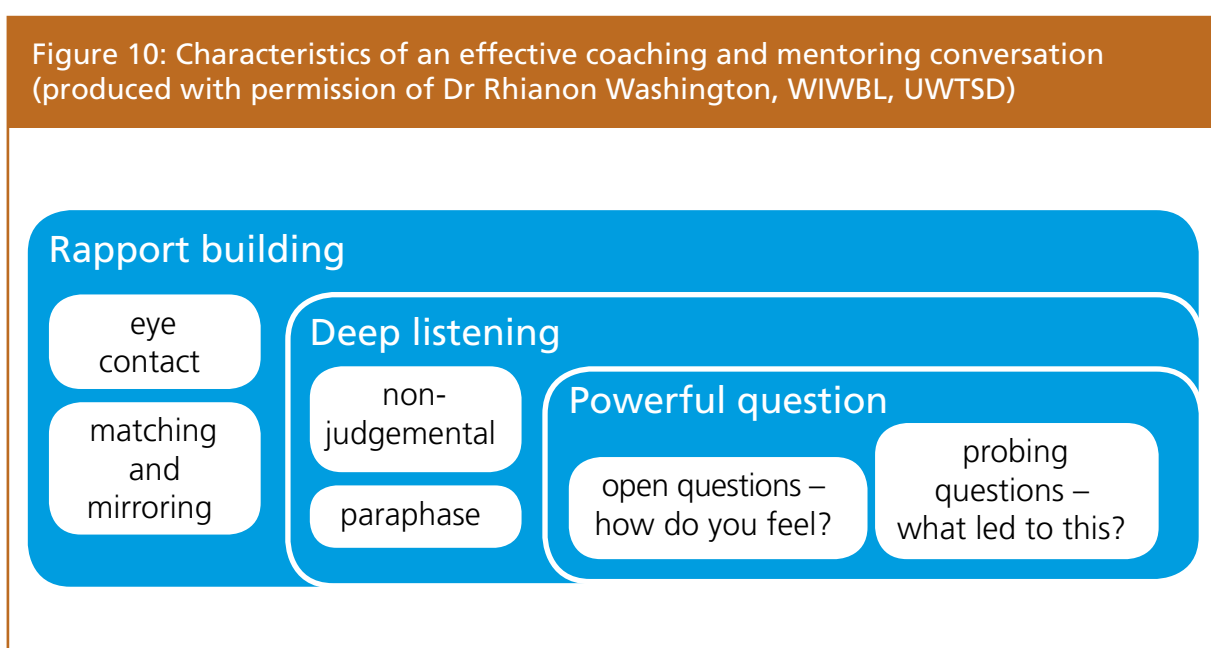 Figure 10: Characteristics of an effective coaching and mentoring conversation
(produced with permission of Dr Rhianon Washington, WIWBL, UWTSD)
Rapport building
eye
contact
matching
and
mirroring
Deep listening
non-
judgemental
paraphase
Powerful question
open questions –
how do you feel?
probing
questions –
what led to this?